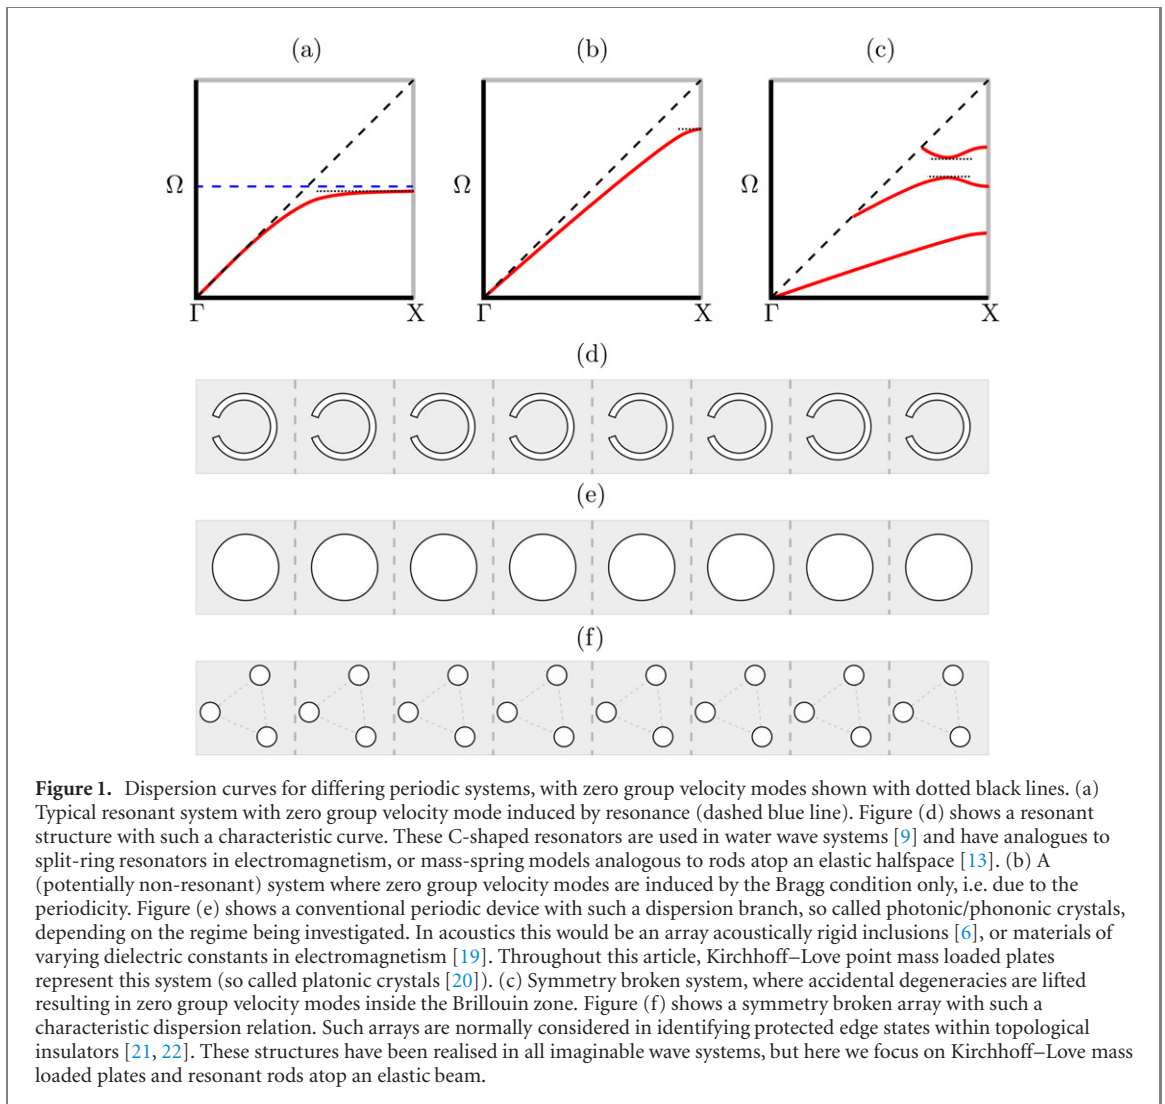 (a)
(b)
(c)
Ω
Ω
Ω
Γ
X
Γ
X
Γ
X
(d)
(e)
(f)
Figure 1. Dispersion curves for differing periodic systems, with zero group velocity modes shown with dotted black lines. (a)
Typical resonant system with zero group velocity mode induced by resonance (dashed blue line). Figure (d) shows a resonant
structure with such a characteristic curve. These C-shaped resonators are used in water wave systems [9] and have analogues to
split-ring resonators in electromagnetism, or mass-spring models analogous to rods atop an elastic halfspace [13]. (b) A
(potentially non-resonant) system where zero group velocity modes are induced by the Bragg condition only, i.e. due to the
periodicity. Figure (e) shows a conventional periodic device with such a dispersion branch, so called photonic/phononic crystals,
depending on the regime being investigated. In acoustics this would be an array acoustically rigid inclusions [6], or materials of
varying dielectric constants in electromagnetism [19]. Throughout this article, Kirchhoff–Love point mass loaded plates
represent this system (so called platonic crystals [20]). (c) Symmetry broken system, where accidental degeneracies are lifted
resulting in zero group velocity modes inside the Brillouin zone. Figure (f) shows a symmetry broken array with such a
characteristic dispersion relation. Such arrays are normally considered in identifying protected edge states within topological
insulators [21, 22]. These structures have been realised in all imaginable wave systems, but here we focus on Kirchhoff–Love mass
loaded plates and resonant rods atop an elastic beam.